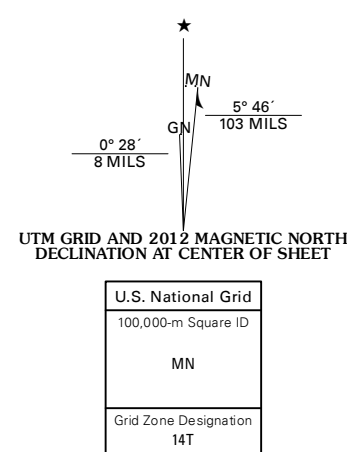 ★
MN
5° 46´
103 MILS
GN
0° 28´
8 MILS
UTM GRID AND 2012 MAGNETIC NORTH
DECLINATION AT CENTER OF SHEET
U.S. National Grid
100,000-m Square ID
MN
Grid Zone Designation
14T